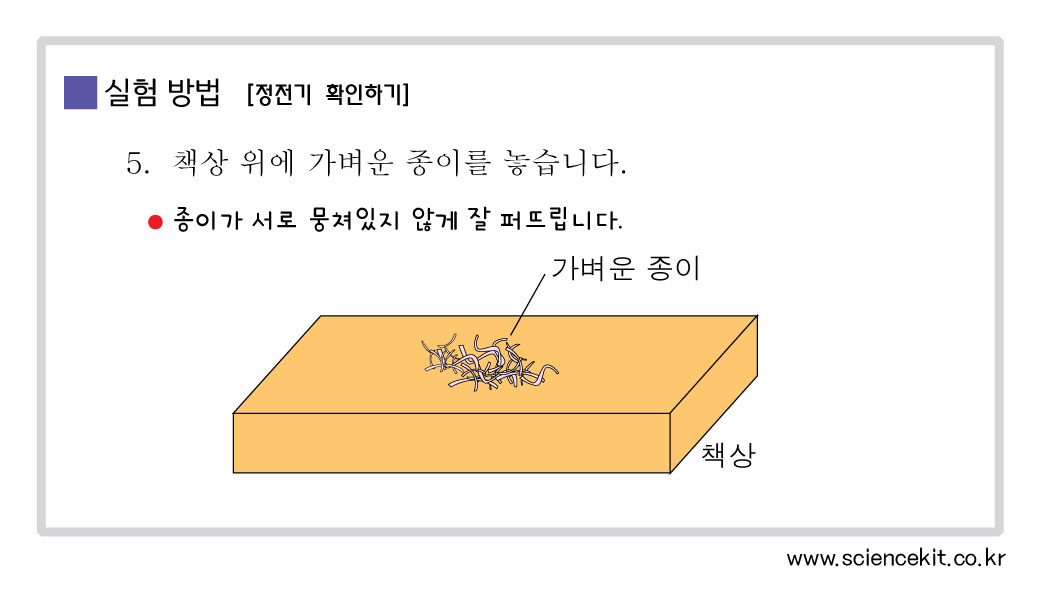 실험 방법 [정전기 확인하기]
5. 책상 위에 가벼운 종이를 놓습니다.
종이가 서로 뭉쳐있지 않게 잘 퍼뜨립니다.
가벼운 종이
책상
www.sciencekit.co.kr